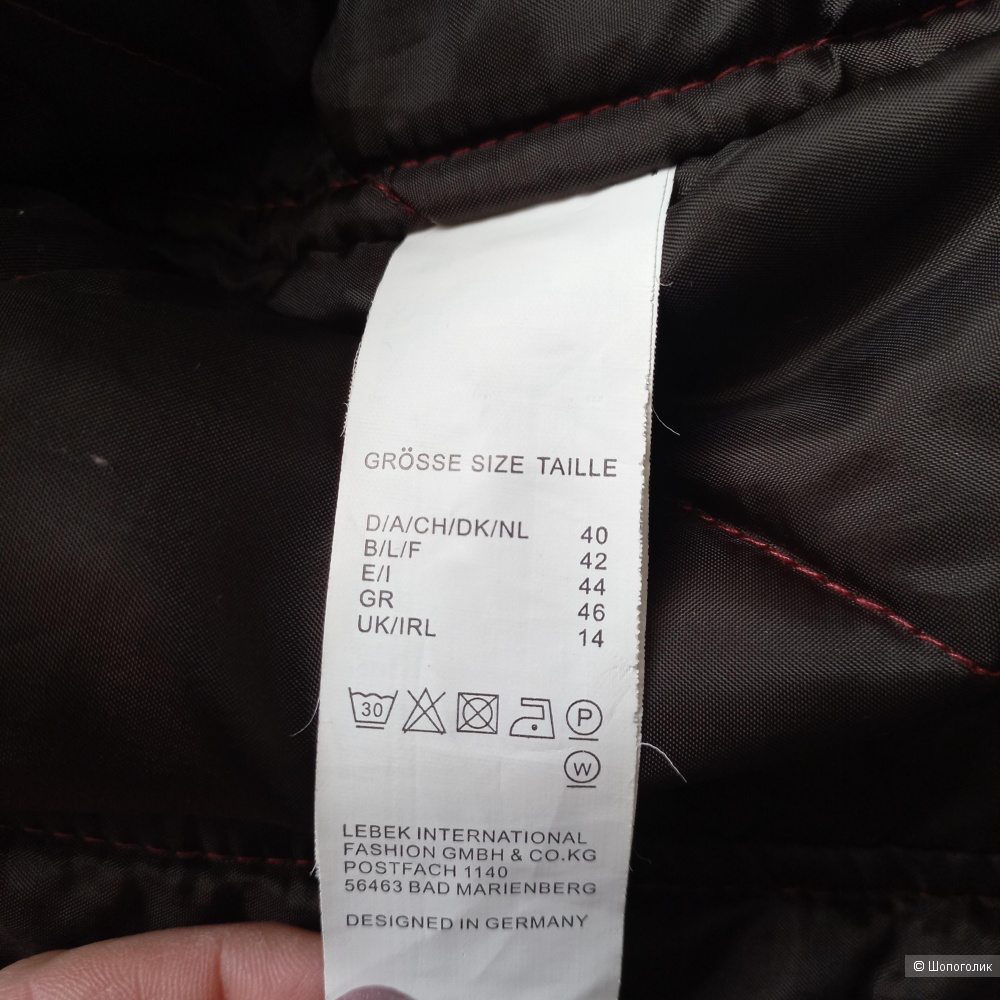 GRÖSSE SIZE TAILLE
D/A/CH/DK/NL 40
B/L/F 42
E/I 44
GR 46
UK/IRL 14
30
P
W
LEBEK INTERNATIONAL
FASHION GMBH & CO.KG
POSTFACH 1140
56463 BAD MARIENBERG
DESIGNED IN GERMANY
© Шопоголик